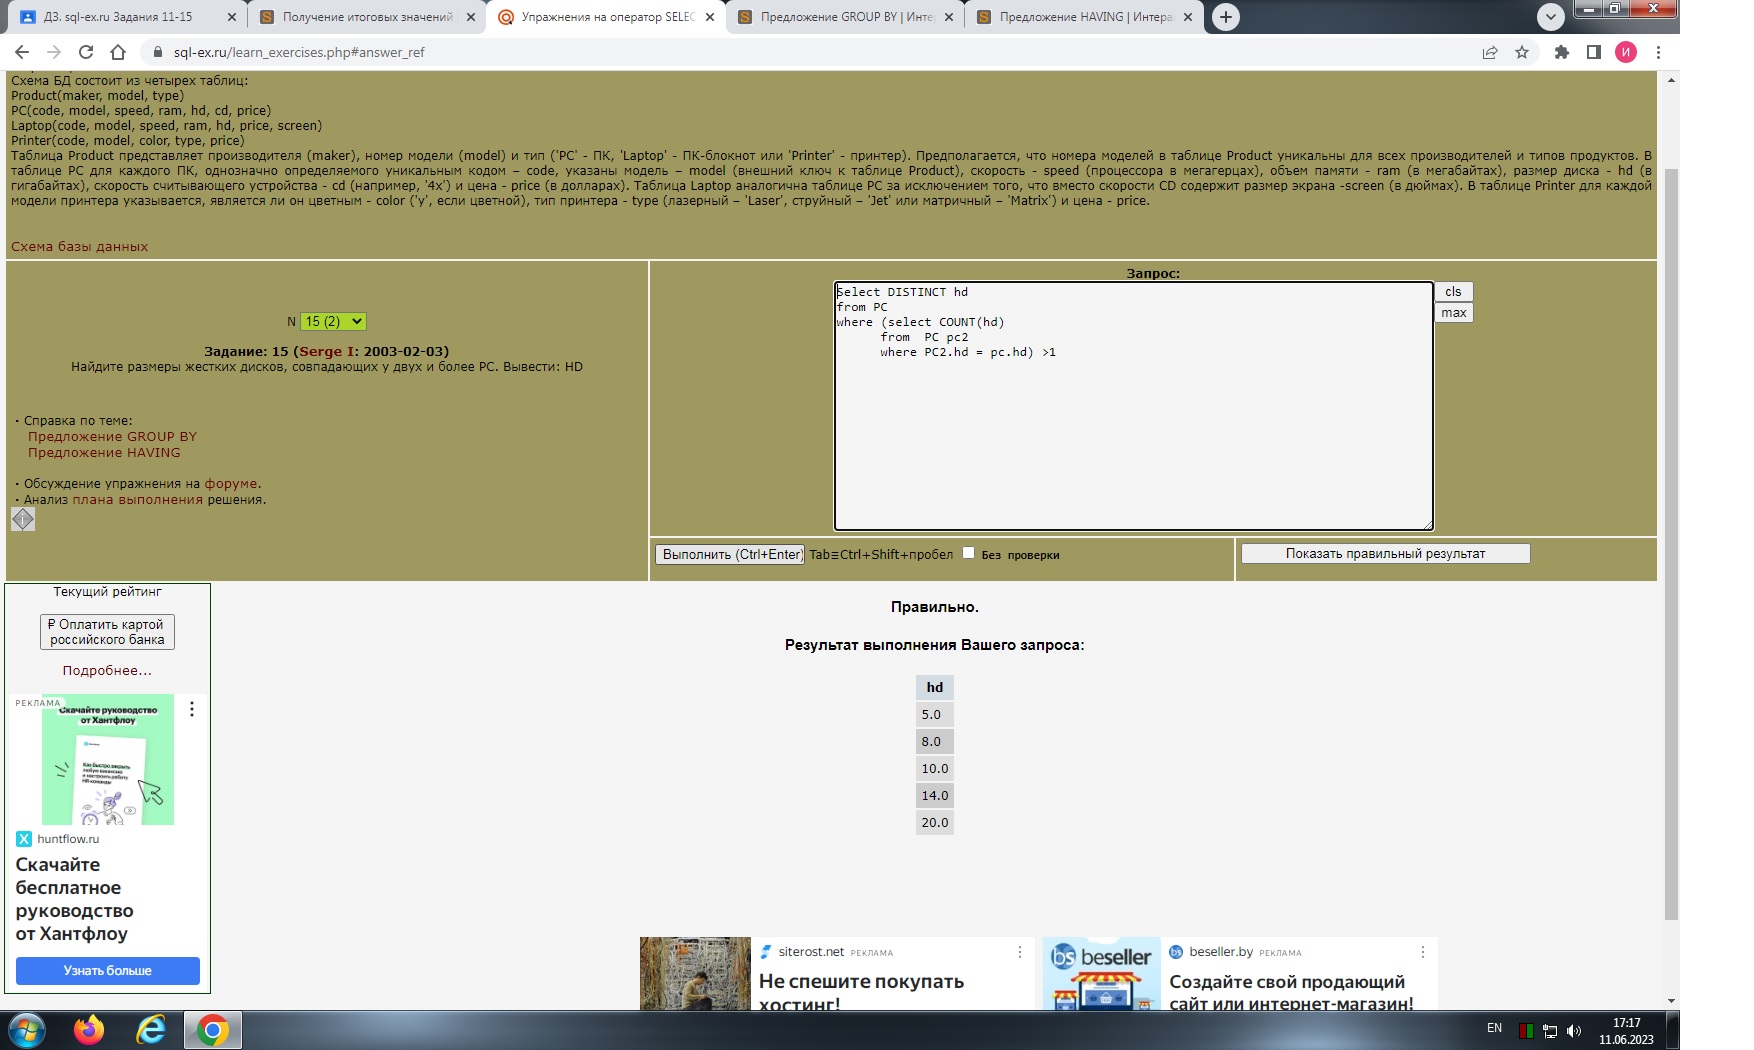 ДЗ. sql-ex.ru Задания 11-15
Получение итоговых значений
Упражнения на оператор SELEC
Предложение GROUP BY | Инте
Предложение HAVING | Интера
sql-ex.ru/learn_exercises.php#answer_ref
И
Схема БД состоит из четырех таблиц:
Product(maker, model, type)
PC(code, model, speed, ram, hd, cd, price)
Laptop(code, model, speed, ram, hd, price, screen)
Printer(code, model, color, type, price)
Таблица Product представляет производителя (maker), номер модели (model) и тип ('PC' - ПК, 'Laptop' - ПК-блокнот или 'Printer' - принтер). Предполагается, что номера моделей в таблице Product уникальны для всех производителей и типов продуктов. В
таблице PC для каждого ПК, однозначно определяемого уникальным кодом – code, указаны модель – model (внешний ключ к таблице Product), скорость - speed (процессора в мегагерцах), объем памяти - ram (в мегабайтах), размер диска - hd (в
гигабайтах), скорость считывающего устройства - cd (например, '4x') и цена - price (в долларах). Таблица Laptop аналогична таблице РС за исключением того, что вместо скорости CD содержит размер экрана -screen (в дюймах). В таблице Printer для каждой
модели принтера указывается, является ли он цветным - color ('y', если цветной), тип принтера - type (лазерный – 'Laser', струйный – 'Jet' или матричный – 'Matrix') и цена - price.
Схема базы данных
N 15 (2)
Задание: 15 (Serge I: 2003-02-03)
Найдите размеры жестких дисков, совпадающих у двух и более PC. Вывести: HD
• Справка по теме:
Предложение GROUP BY
Предложение HAVING
• Обсуждение упражнения на форуме.
• Анализ плана выполнения решения.
Запрос:
Select DISTINCT hd
from PC
where (select COUNT(hd)
from PC pc2
where PC2.hd = pc.hd) >1
cls
max
Выполнить (Ctrl+Enter) Tab≡Ctrl+Shift+пробел Без проверки
Показать правильный результат
Правильно.
Результат выполнения Вашего запроса:
hd
5.0
8.0
10.0
14.0
20.0
Текущий рейтинг
₽ Оплатить картой
российского банка
Подробнее...
РЕКЛАМА
Скачайте руководство
от Хантфлоу
huntflow.ru
Скачайте
бесплатное
руководство
от Хантфлоу
Узнать больше
siterost.net РЕКЛАМА
Не спешите покупать
хостинг!
bs beseller
beseller.by РЕКЛАМА
Создайте свой продающий
сайт или интернет-магазин!
EN
17:17
11.06.2023